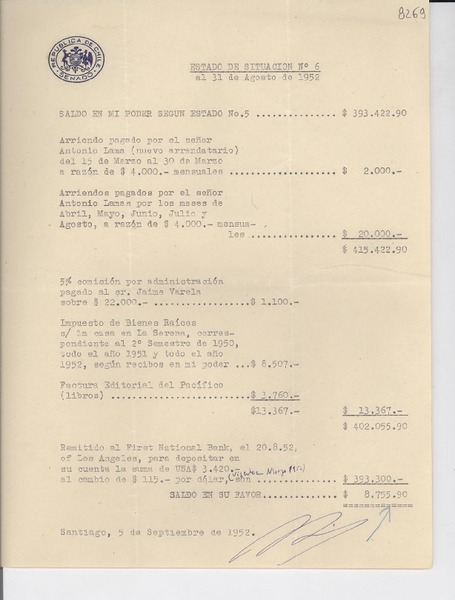 8269
REPUBLICA DE CHILE
SENADO
ESTADO DE SITUACION Nº 6
al 31 de Agosto de 1952
SALDO EN MI PODER SEGUN ESTADO No.5 .............. $ 393.422.90
Arriendo pagado por el señor
Antonio Lama (nuevo arrendatario)
del 15 de Marzo al 30 de Marzo
a razón de $ 4.000.- mensuales .............. $ 2.000.-
Arriendos pagados por el señor
Antonio Lamas por los meses de
Abril, Mayo, Junio, Julio y
Agosto, a razón de $ 4.000.- mensua-
les .............. $ 20.000.-
$ 415.422.90
5% comisión por administración
pagado al sr. Jaime Varela
sobre $ 22.000.- .............. $ 1.100.-
Impuesto de Bienes Raíces
s/ la casa en La Serena, corres-
pondiente al 2º Semestre de 1950,
todo el año 1951 y todo el año
1952, según recibos en mi poder ... $ 8.507.-
Factura Editorial del Pacífico
(libros) .............. $ 3.760.-
$13.367.- $ 13.367.-
$ 402.055.90
Remitido al First National Bank, el 20.8.52,
of Los Angeles, para depositar en
su cuenta la suma de USA$ 3.420.-
al cambio de $ 115.- por dólar, son .............. $ 393.300.-
SALDO EN SU FAVOR .............. $ 8.755.90
Santiago, 5 de Septiembre de 1952.